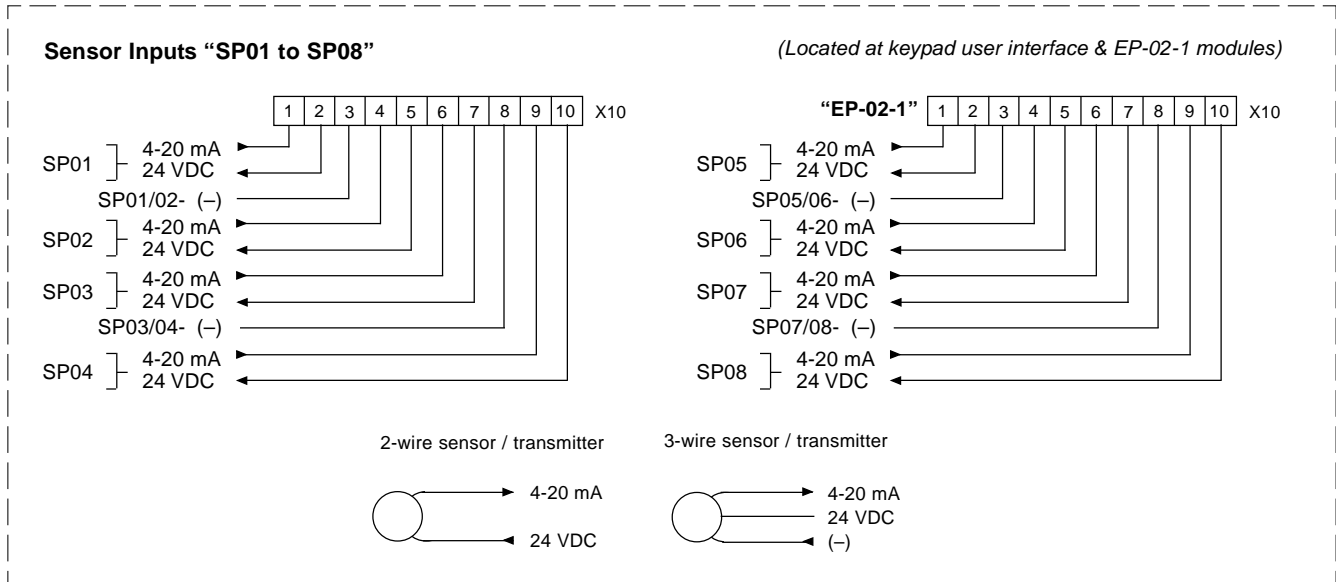 Sensor Inputs “SP01 to SP08”
(Located at keypad user interface & EP-02-1 modules)
1 2 3 4 5 6 7 8 9 10 X10
SP01
4-20 mA
24 VDC
SP01/02- (–)
SP02
4-20 mA
24 VDC
SP03
4-20 mA
24 VDC
SP03/04- (–)
SP04
4-20 mA
24 VDC
“EP-02-1” 1 2 3 4 5 6 7 8 9 10 X10
SP05
4-20 mA
24 VDC
SP05/06- (–)
SP06
4-20 mA
24 VDC
SP07
4-20 mA
24 VDC
SP07/08- (–)
SP08
4-20 mA
24 VDC
2-wire sensor / transmitter
4-20 mA
24 VDC
3-wire sensor / transmitter
4-20 mA
24 VDC
(–)